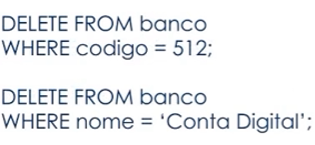 DELETE FROM banco
WHERE codigo = 512;
DELETE FROM banco
WHERE nome = ‘Conta Digital’;